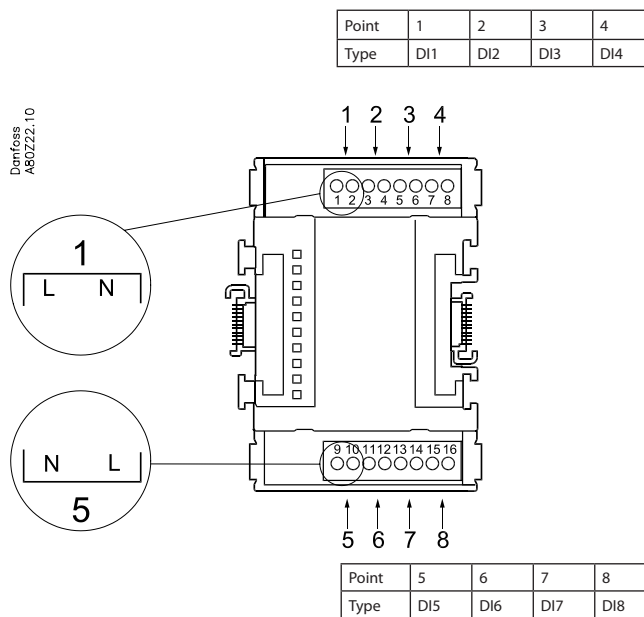 Point 1 2 3 4
Type DI1 DI2 DI3 DI4
Danfoss
A80Z22.10
1 2 3 4
1 2 3 4 5 6 7 8
1
L N
N L
5
9 10 11 12 13 14 15 16
5 6 7 8
Point 5 6 7 8
Type DI5 DI6 DI7 DI8